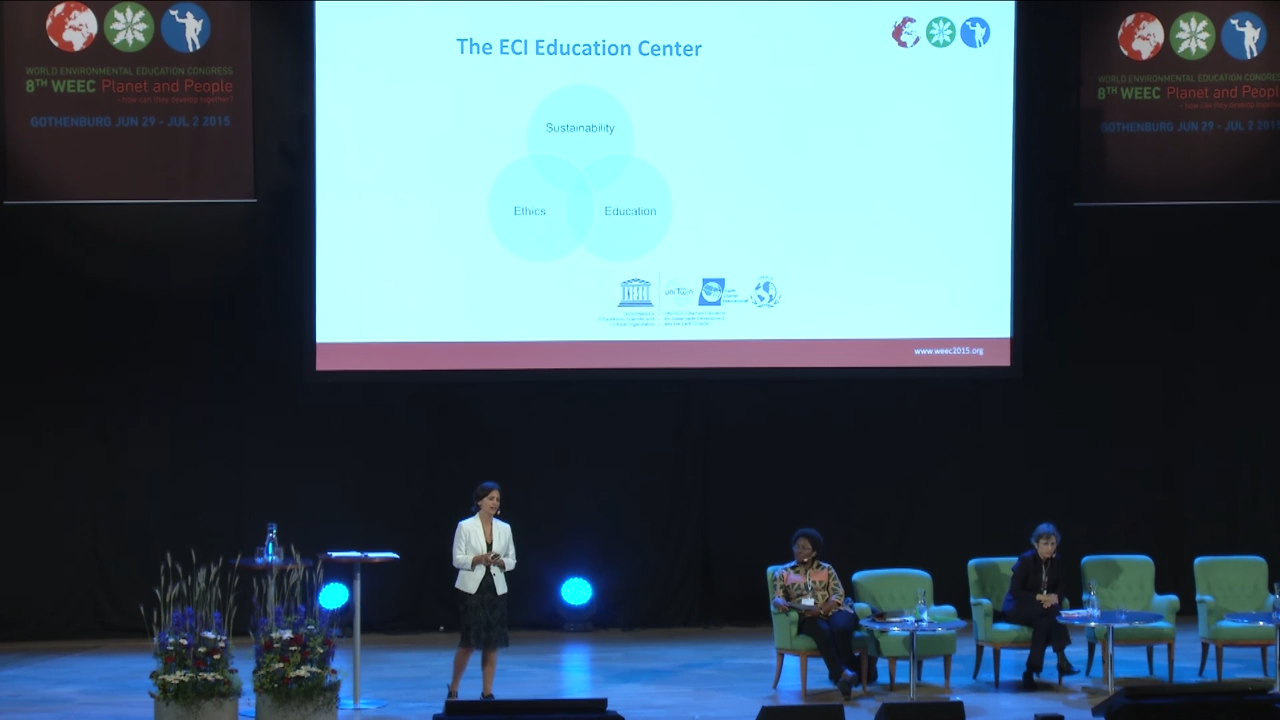 WORLD ENVIRONMENTAL EDUCATION CONGRESS
8TH WEEC Planet and People
- how can they develop together?
GOTHENBURG JUN 29 - JUL 2 2015
The ECI Education Center
Sustainability
Ethics
Education
uniTwin
www.weec2015.org
WORLD ENVIRONMENTAL EDUCATION CONGRES
8TH WEEC Planet and People
- how can they develop together?
GOTHENBURG JUN 29 - JUL 2 2015